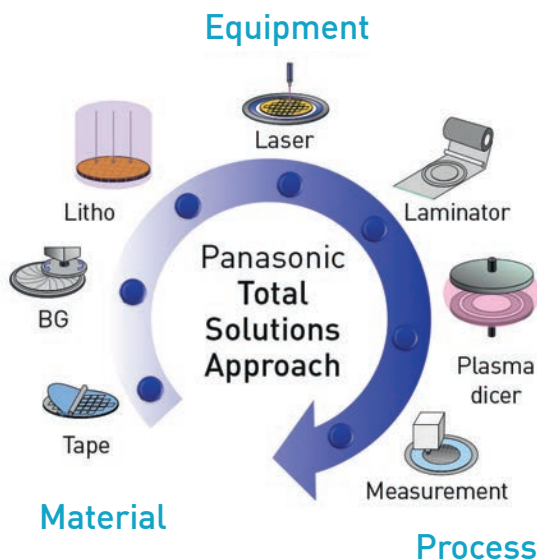 Equipment
Laser
Litho
Laminator
BG
Panasonic
Total
Solutions
Approach
Plasma
dicer
Tape
Measurement
Material
Process